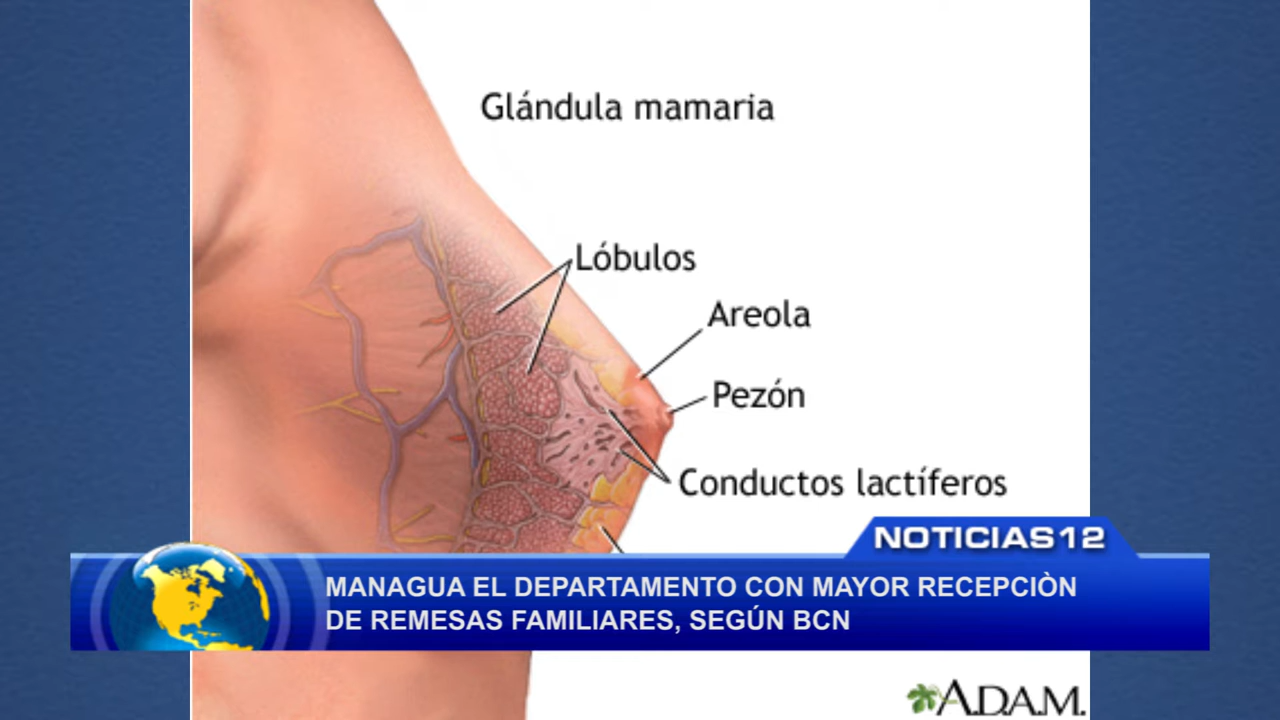 Glándula mamaria
Lóbulos
Areola
Pezón
Conductos lactíferos
NOTICIAS12
MANAGUA EL DEPARTAMENTO CON MAYOR RECEPCIÒN
DE REMESAS FAMILIARES, SEGÚN BCN
A.D.A.M.